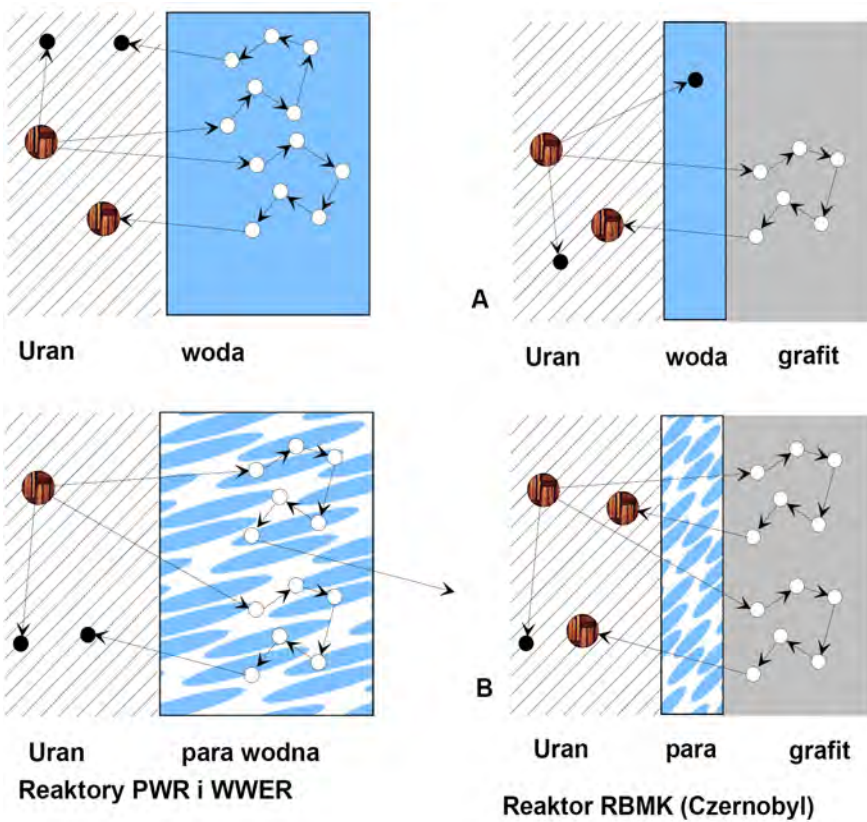 A
Uran woda
Uran woda grafit
B
Uran para wodna
Reaktory PWR i WWER
Uran para grafit
Reaktor RBMK (Czernobyl)